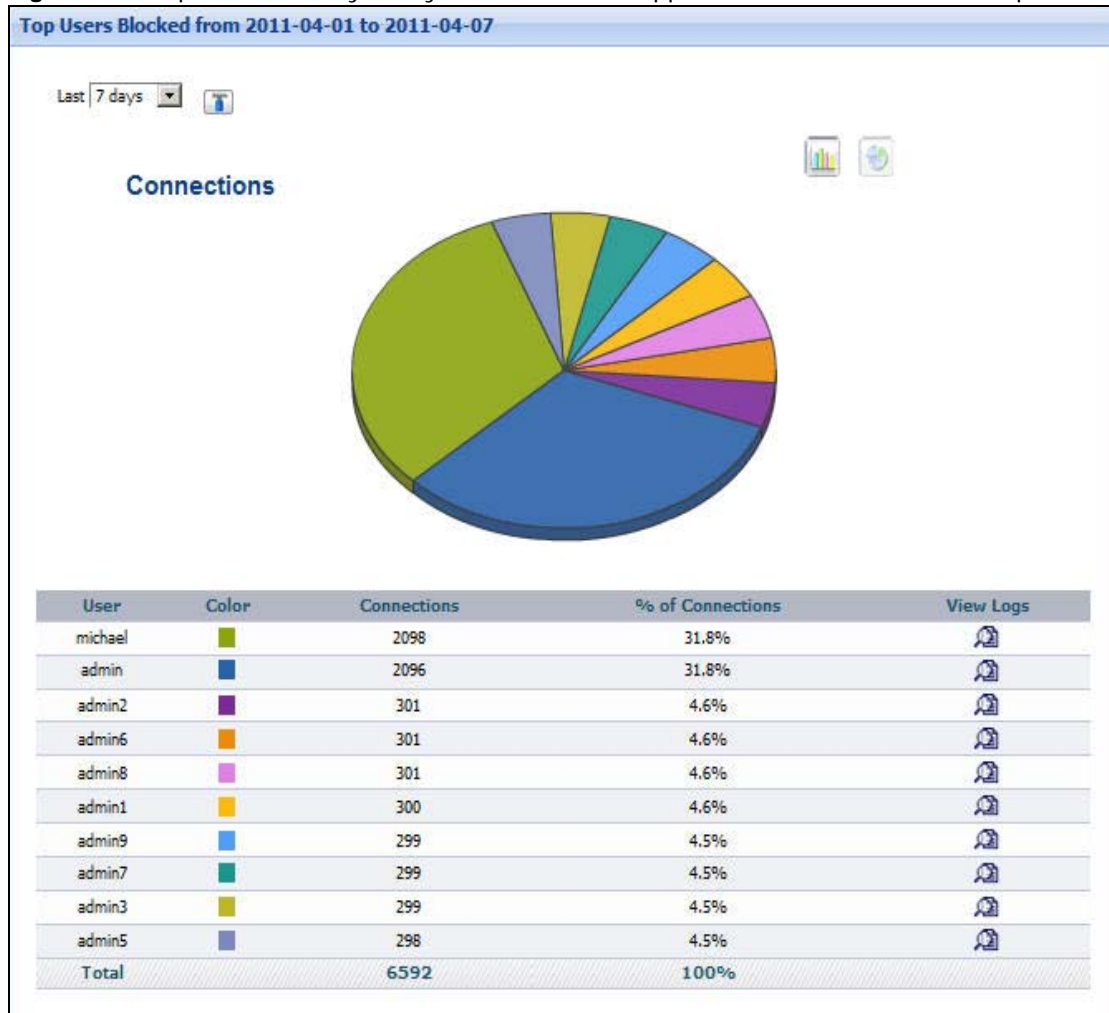 Top Users Blocked from 2011-04-01 to 2011-04-07
Last 7 days
Connections
User Color Connections % of Connections View Logs
michael 2098 31.8%
admin 2096 31.8%
admin2 301 4.6%
admin6 301 4.6%
admin8 301 4.6%
admin1 300 4.6%
admin9 299 4.5%
admin7 299 4.5%
admin3 299 4.5%
admin5 298 4.5%
Total 6592 100%